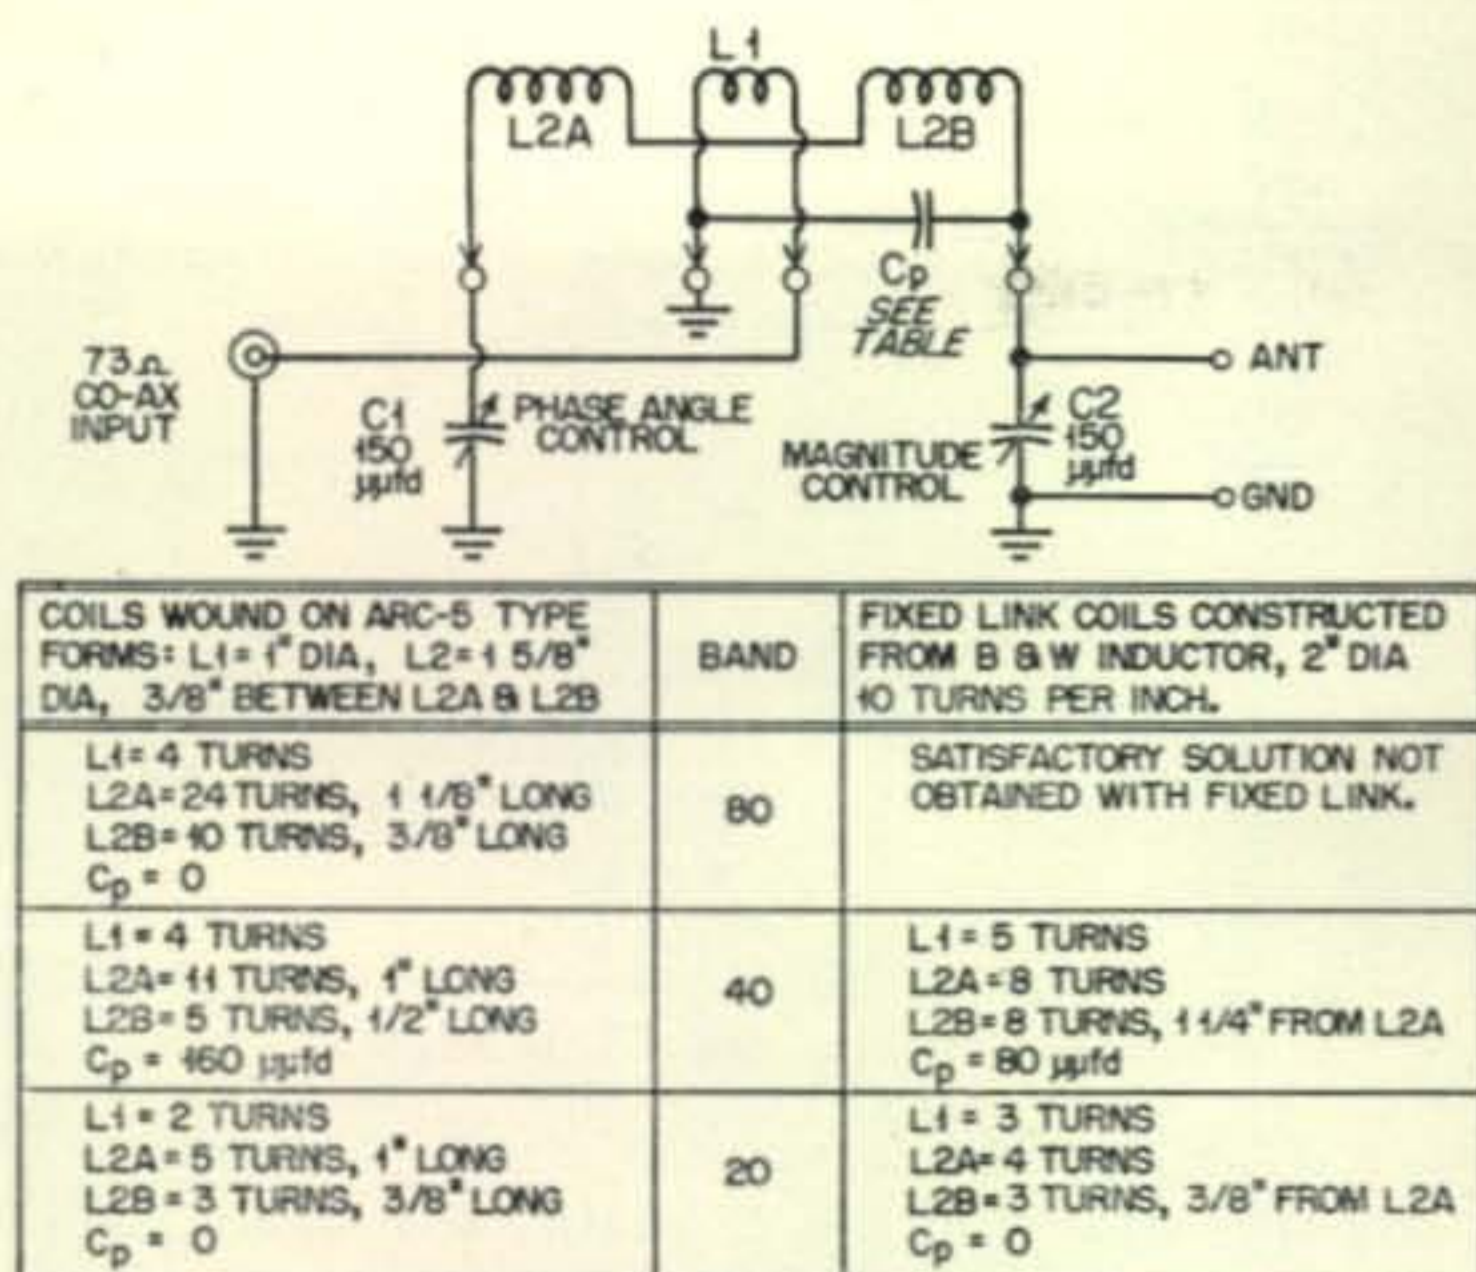 L1
L2A
L2B
Cp
SEE
TABLE
73Ω
CO-AX
INPUT
C1
150
μμfd
PHASE ANGLE
CONTROL
MAGNITUDE
CONTROL
C2
150
μμfd
ANT
GND
COILS WOUND ON ARC-5 TYPE
FORMS: L1=1" DIA, L2=1 5/8"
DIA, 3/8" BETWEEN L2A & L2B
BAND
FIXED LINK COILS CONSTRUCTED
FROM B & W INDUCTOR, 2" DIA
10 TURNS PER INCH.
L1=4 TURNS
L2A=24 TURNS, 1 1/8" LONG
L2B=10 TURNS, 3/8" LONG
Cp = 0
80
SATISFACTORY SOLUTION NOT
OBTAINED WITH FIXED LINK.
L1=4 TURNS
L2A=11 TURNS, 1" LONG
L2B=5 TURNS, 1/2" LONG
Cp = 160 μμfd
40
L1=5 TURNS
L2A=8 TURNS
L2B=8 TURNS, 1 1/4" FROM L2A
Cp = 80 μμfd
L1=2 TURNS
L2A=5 TURNS, 1" LONG
L2B=3 TURNS, 3/8" LONG
Cp = 0
20
L1=3 TURNS
L2A=4 TURNS
L2B=3 TURNS, 3/8" FROM L2A
Cp = 0